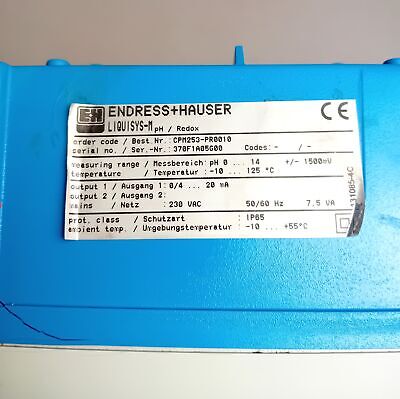 E+H
ENDRESS+HAUSER
LIQUISYS-M pH / Redox
CE
order code / Best.Nr.: CPM253-PR0010
serial no. / Ser.-Nr.: 370F1A05G00 Codes: - / -
measuring range / Messbereich: pH 0 ... 14 +/- 1500mV
temperature / Temperatur : -10 ... 125 °C
output 1 / Ausgang 1: 0/4 ... 20 mA
output 2 / Ausgang 2:
mains / Netz : 230 VAC 50/60 Hz 7.5 VA
prot. class / Schutzart : IP65
ambient temp. / Umgebungstemperatur : -10 ... +55°C
131085-4C